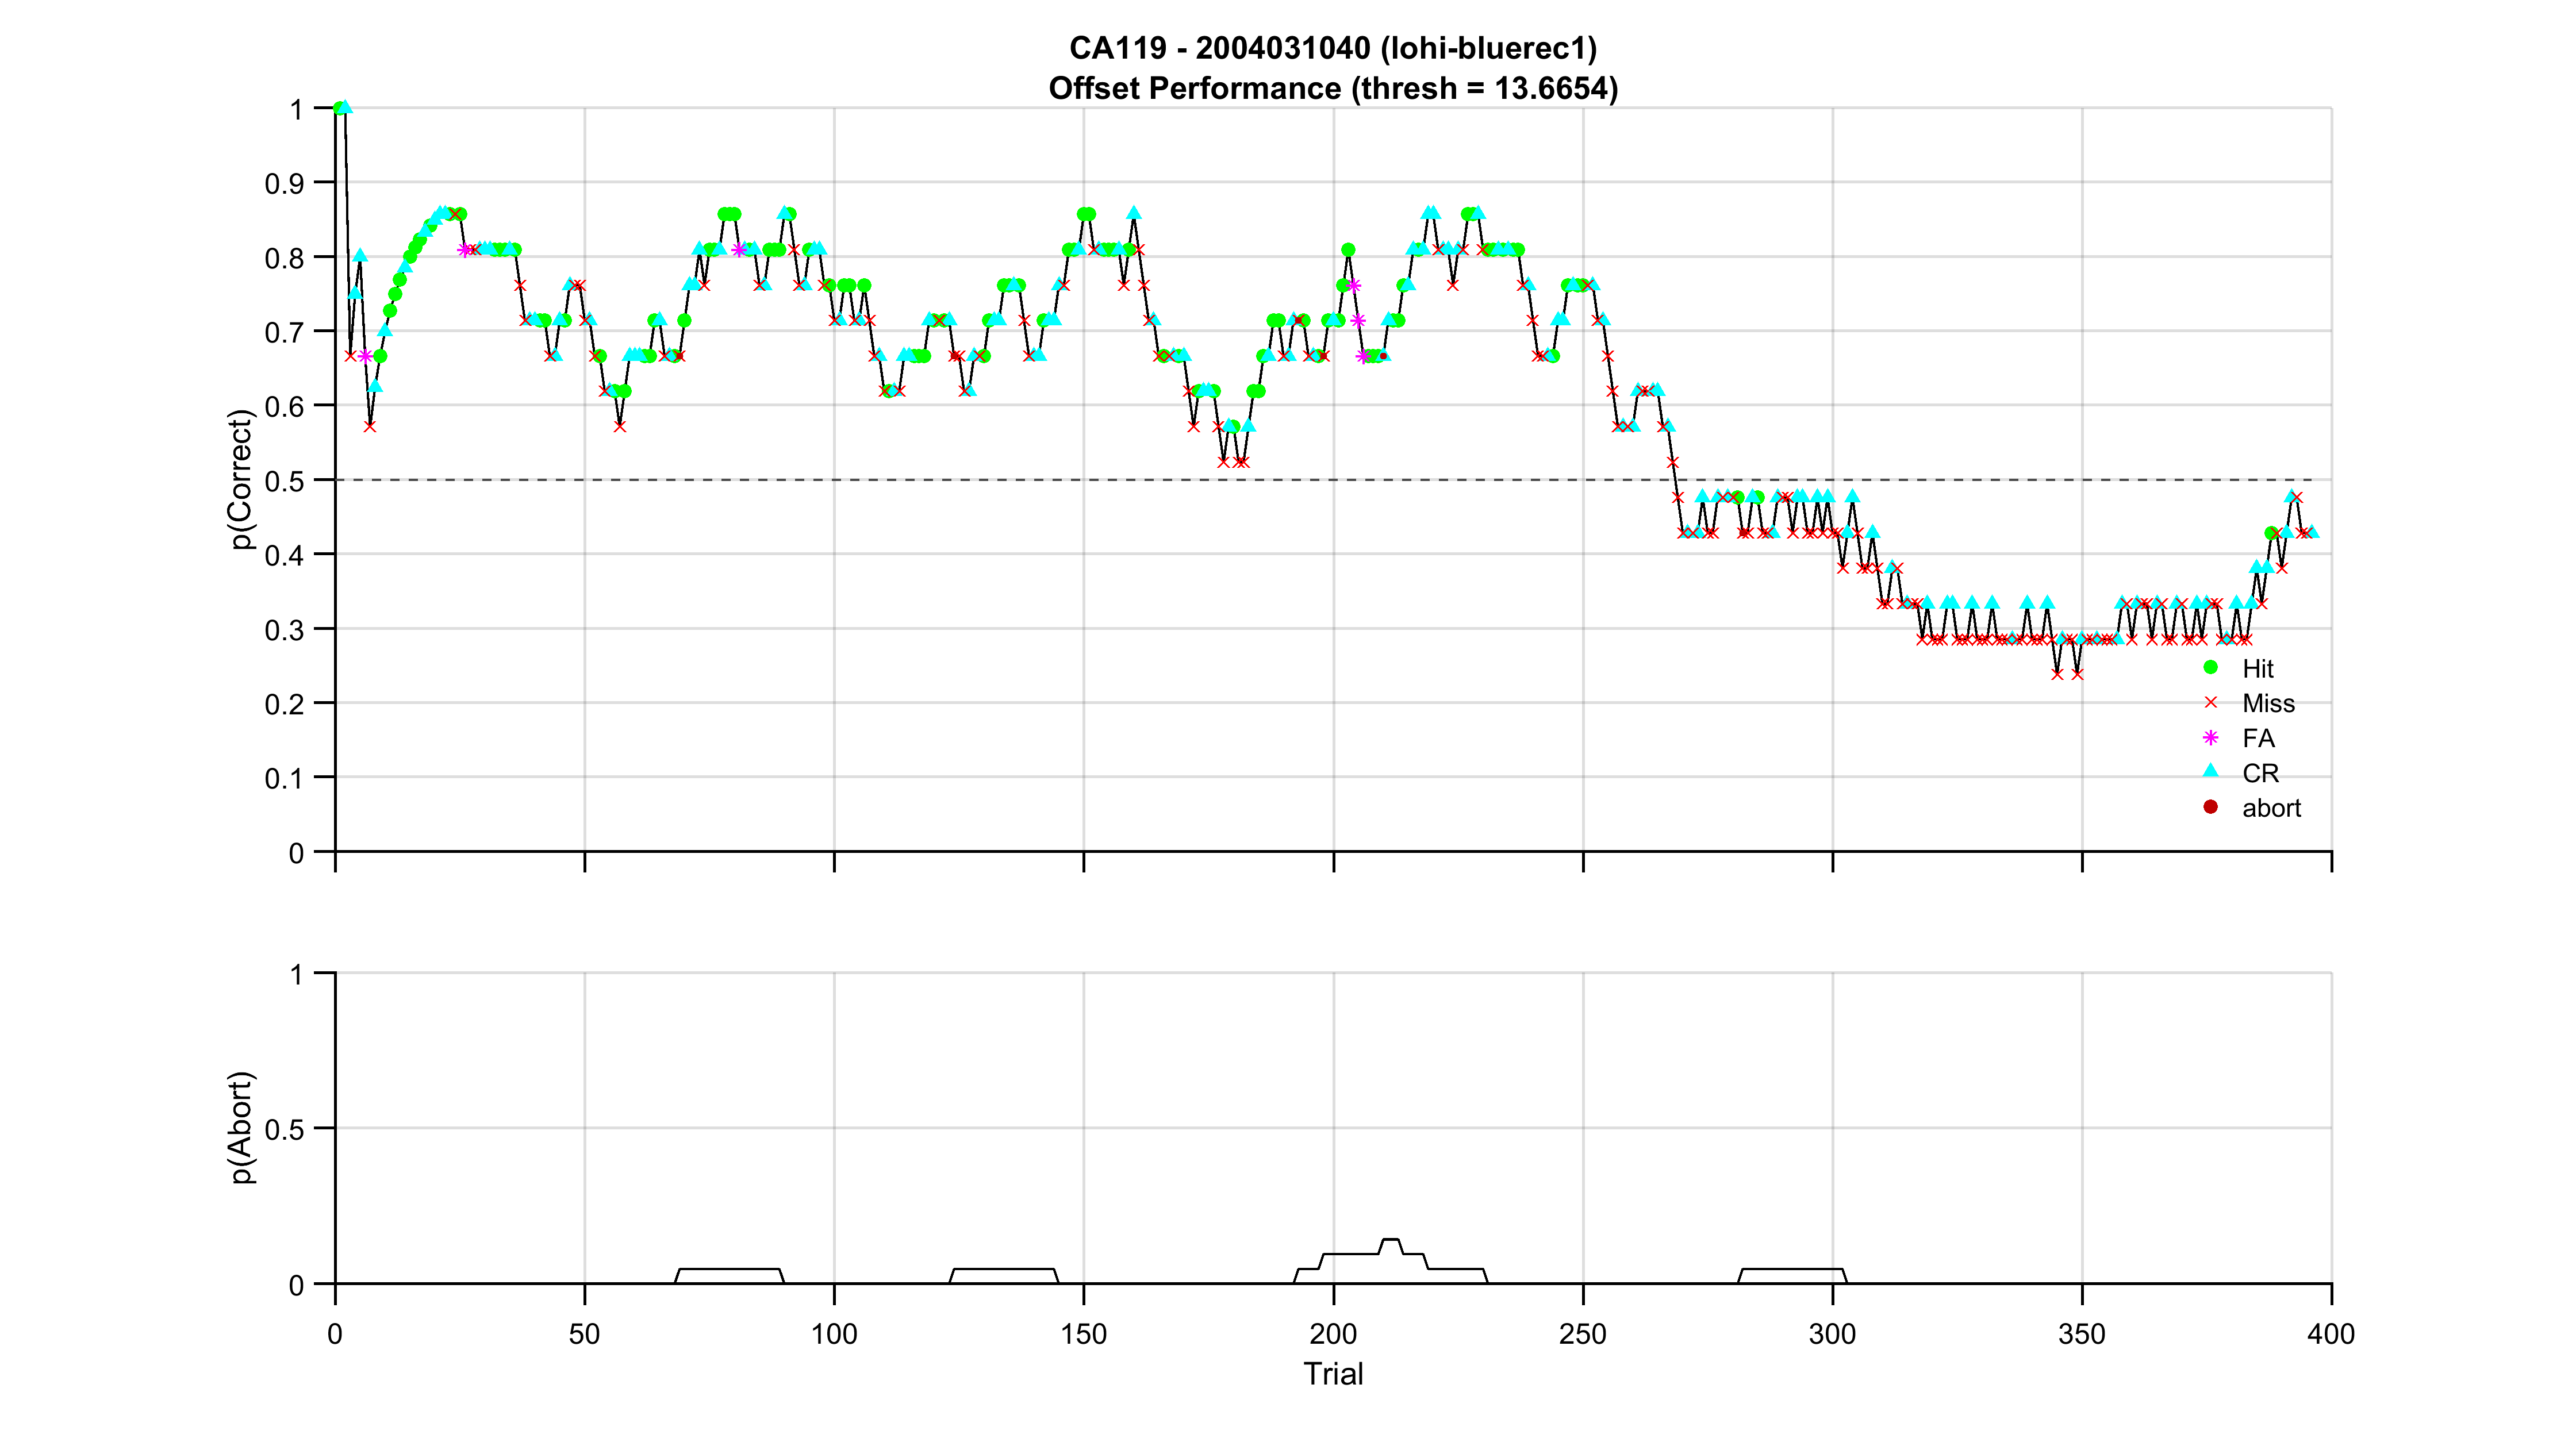 CA119 - 2004031040 (lohi-bluerec1)
Offset Performance (thresh = 13.6654)
1
0.9
0.8
0.7
0.6
0.5
0.4
0.3
0.2
0.1
0
p(Correct)
Hit
Miss
FA
CR
abort
1
0.5
0
p(Abort)
0 50 100 150 200 250 300 350 400
Trial